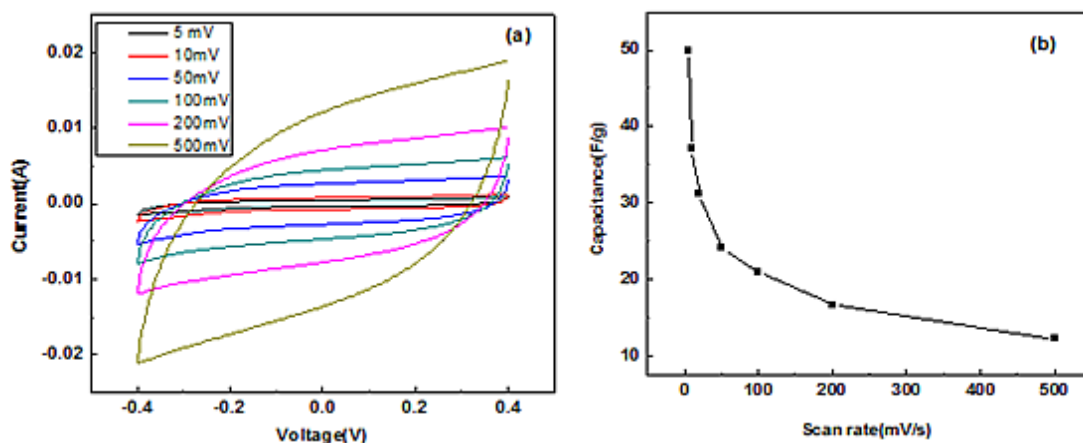 (a)
5 mV
10mV
50mV
100mV
200mV
500mV
0.02
0.01
0.00
-0.01
-0.02
Current(A)
-0.4
-0.2
0.0
0.2
0.4
Voltage(V)
(b)
50
40
30
20
10
Capacitance(F/g)
0
100
200
300
400
500
Scan rate(mV/s)